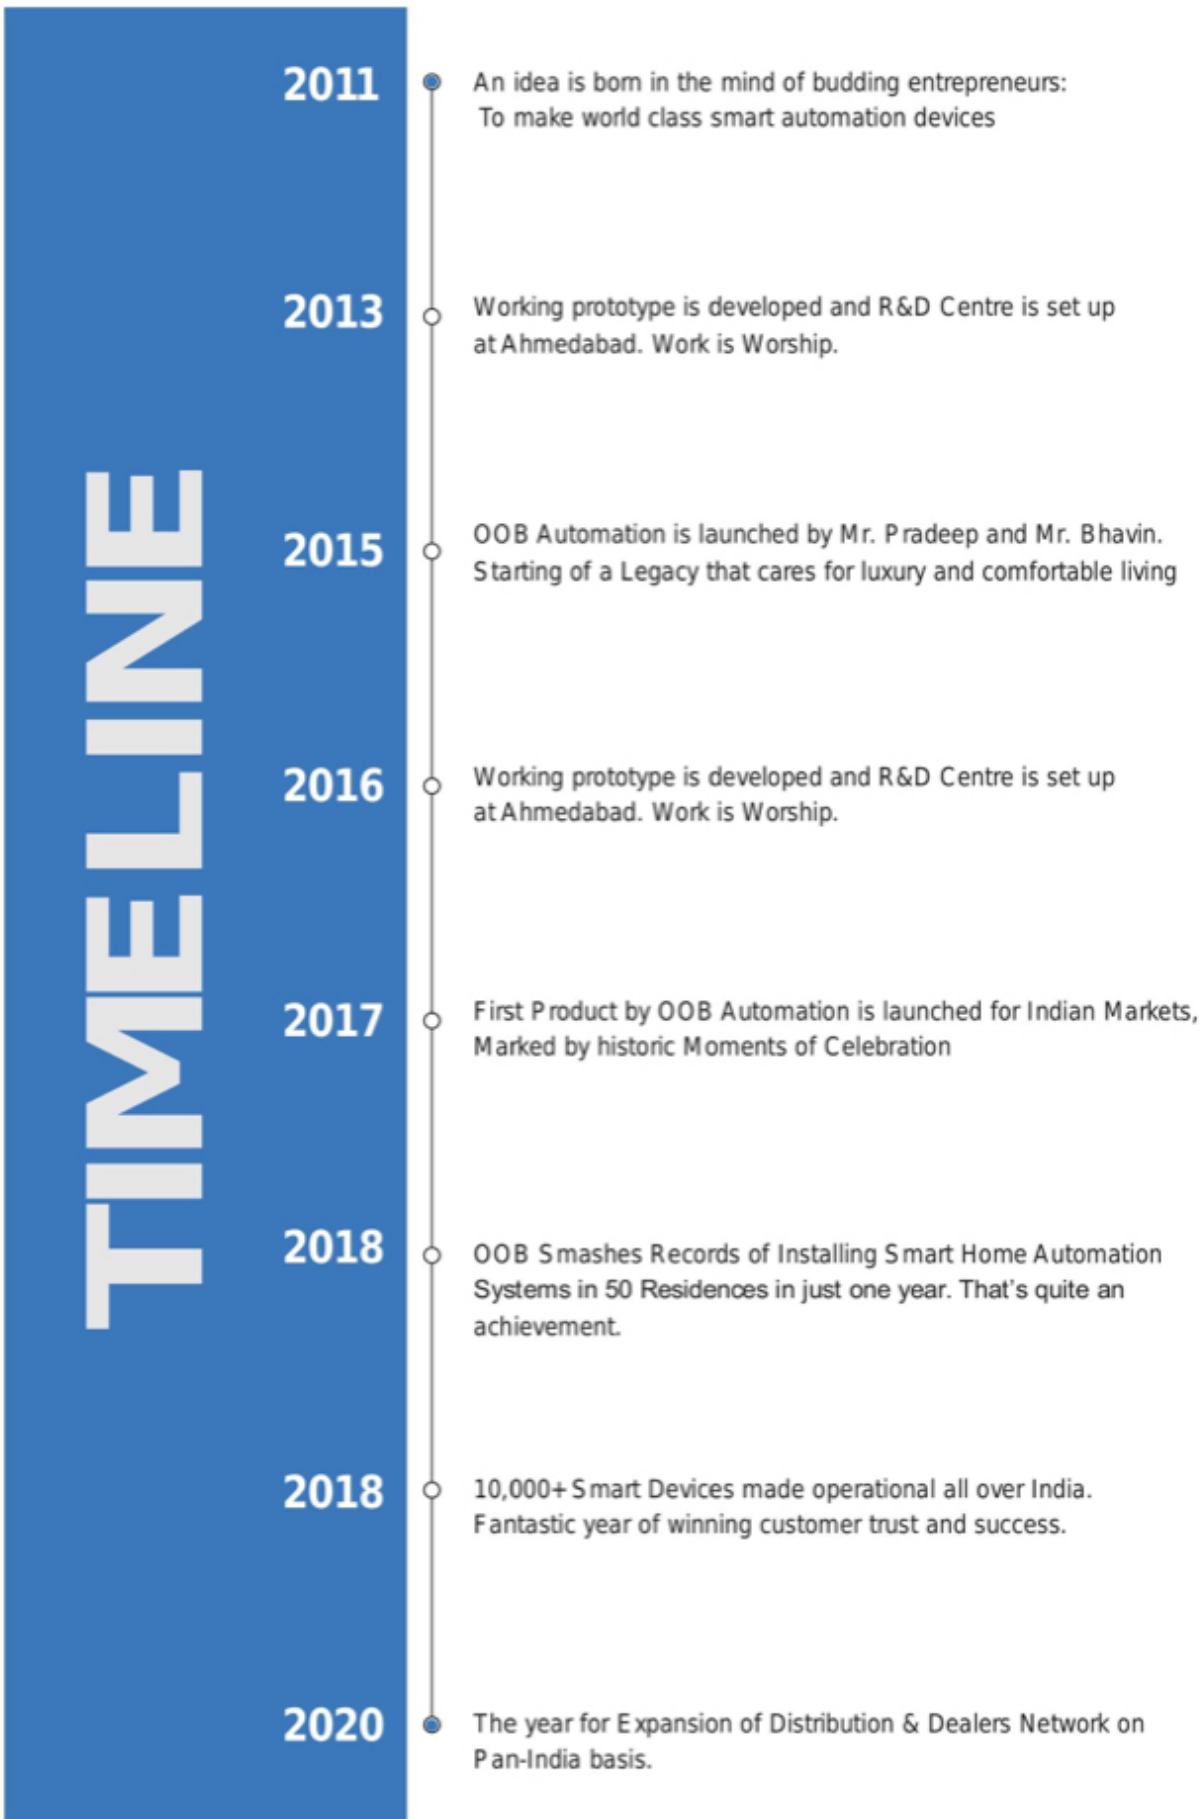 TIMELINE
2011
An idea is born in the mind of budding entrepreneurs:
To make world class smart automation devices
2013
Working prototype is developed and R&D Centre is set up
at Ahmedabad. Work is Worship.
2015
OOB Automation is launched by Mr. Pradeep and Mr. Bhavin.
Starting of a Legacy that cares for luxury and comfortable living
2016
Working prototype is developed and R&D Centre is set up
at Ahmedabad. Work is Worship.
2017
First Product by OOB Automation is launched for Indian Markets,
Marked by historic Moments of Celebration
2018
OOB Smashes Records of Installing Smart Home Automation
Systems in 50 Residences in just one year. That's quite an
achievement.
2018
10,000+ Smart Devices made operational all over India.
Fantastic year of winning customer trust and success.
2020
The year for Expansion of Distribution & Dealers Network on
Pan-India basis.